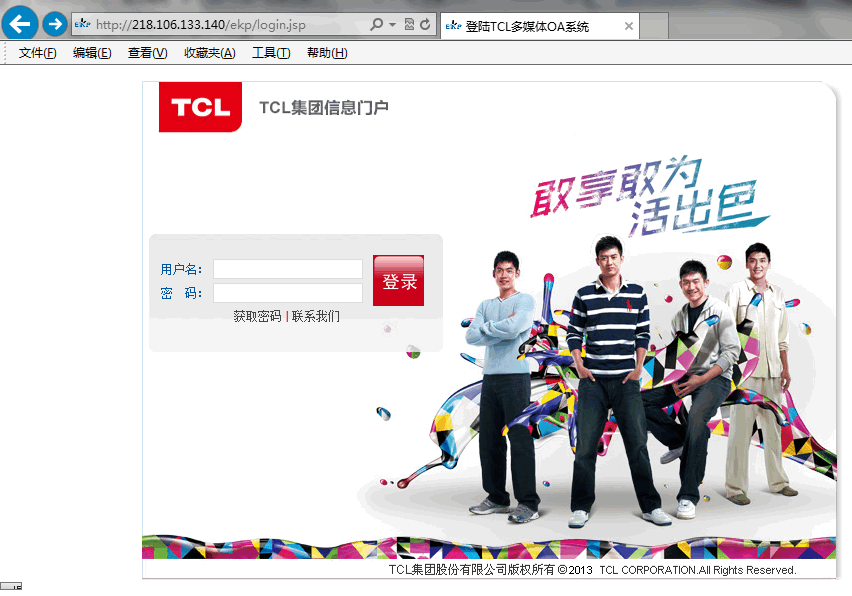 http://218.106.133.140/ekp/login.jsp
ekp 登陆TCL多媒体OA系统
文件(F) 编辑(E) 查看(V) 收藏夹(A) 工具(T) 帮助(H)
TCL TCL集团信息门户
敢享敢为
活出色
用户名：
密 码：
登录
获取密码 | 联系我们
TCL集团股份有限公司版权所有 ©2013 TCL CORPORATION.All Rights Reserved.